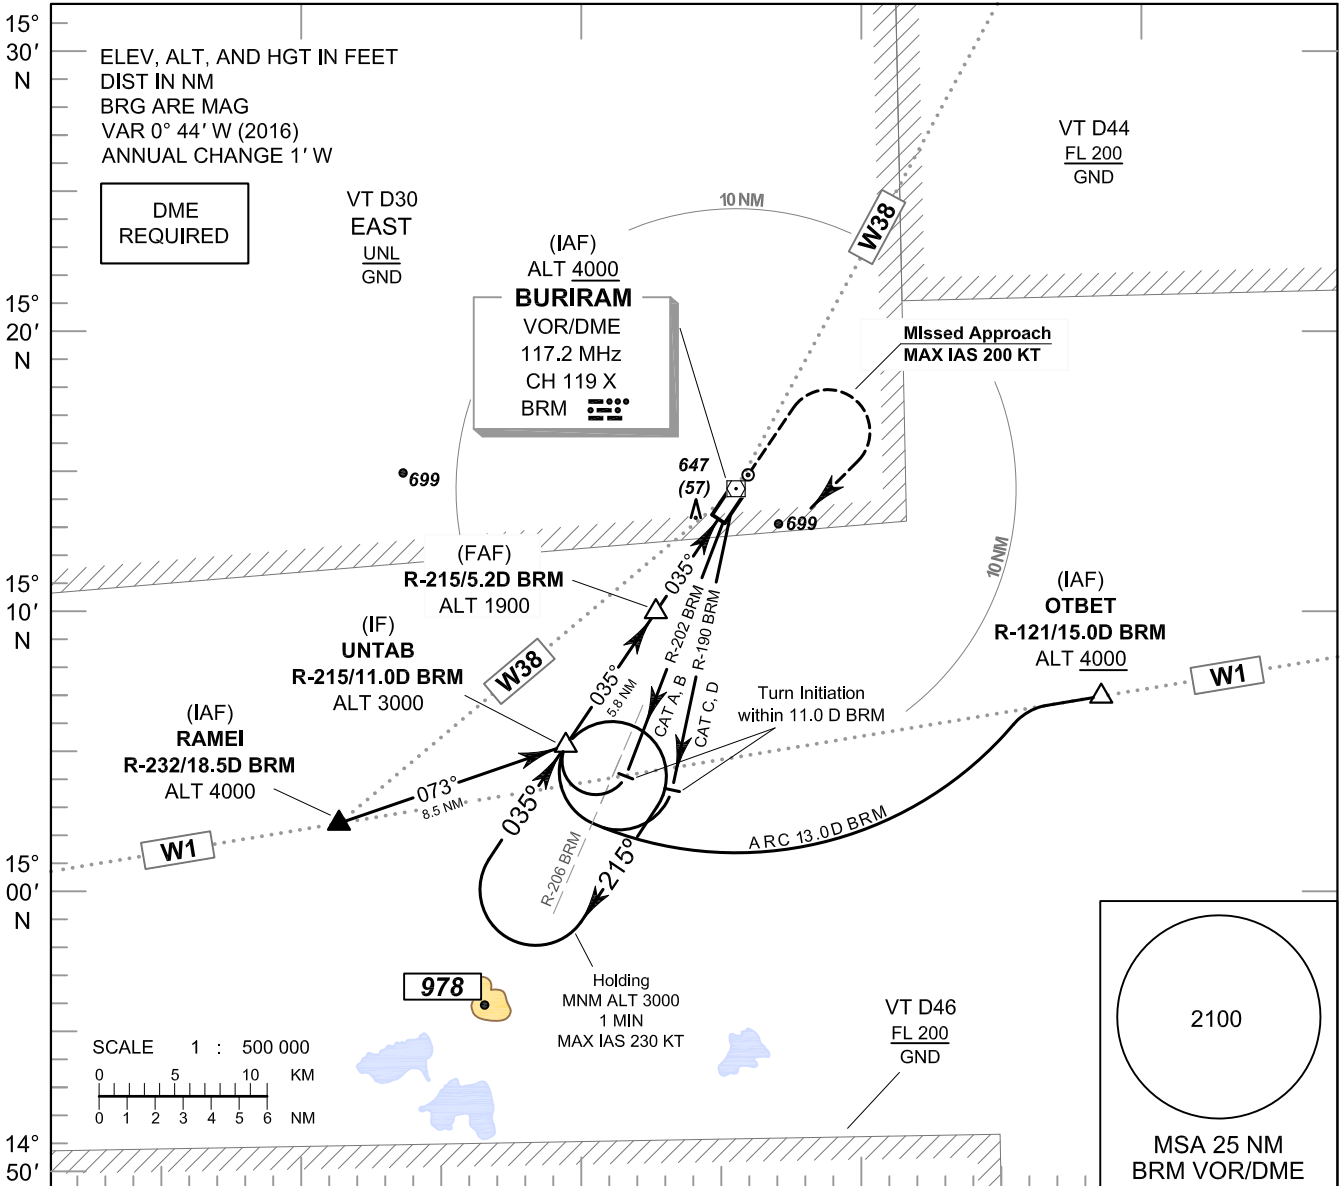 15°
30′
N
ELEV, ALT, AND HGT IN FEET
DIST IN NM
BRG ARE MAG
VAR 0° 44′ W (2016)
ANNUAL CHANGE 1′ W
DME
REQUIRED
VT D30
EAST
UNL
GND
VT D44
FL 200
GND
10 NM
W38
(IAF)
ALT 4000
BURIRAM
VOR/DME
117.2 MHz
CH 119 X
BRM
15°
20′
N
MIssed Approach
MAX IAS 200 KT
647
(57)
699
699
10 NM
(FAF)
R-215/5.2D BRM
ALT 1900
035°
15°
10′
N
(IF)
UNTAB
R-215/11.0D BRM
ALT 3000
W38
035°
5.8 NM
R-202 BRM
CAT A, B
R-190 BRM
CAT C, D
Turn Initiation
within 11.0 D BRM
(IAF)
OTBET
R-121/15.0D BRM
ALT 4000
W1
(IAF)
RAMEI
R-232/18.5D BRM
ALT 4000
073°
8.5 NM
W1
035°
215°
R-206 BRM
ARC 13.0D BRM
15°
00′
N
978
Holding
MNM ALT 3000
1 MIN
MAX IAS 230 KT
VT D46
FL 200
GND
2100
MSA 25 NM
BRM VOR/DME
SCALE 1 : 500 000
0 5 10 KM
0 1 2 3 4 5 6 NM
14°
50′